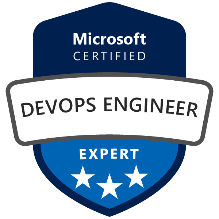 Microsoft
CERTIFIED
DEVOPS ENGINEER
EXPERT